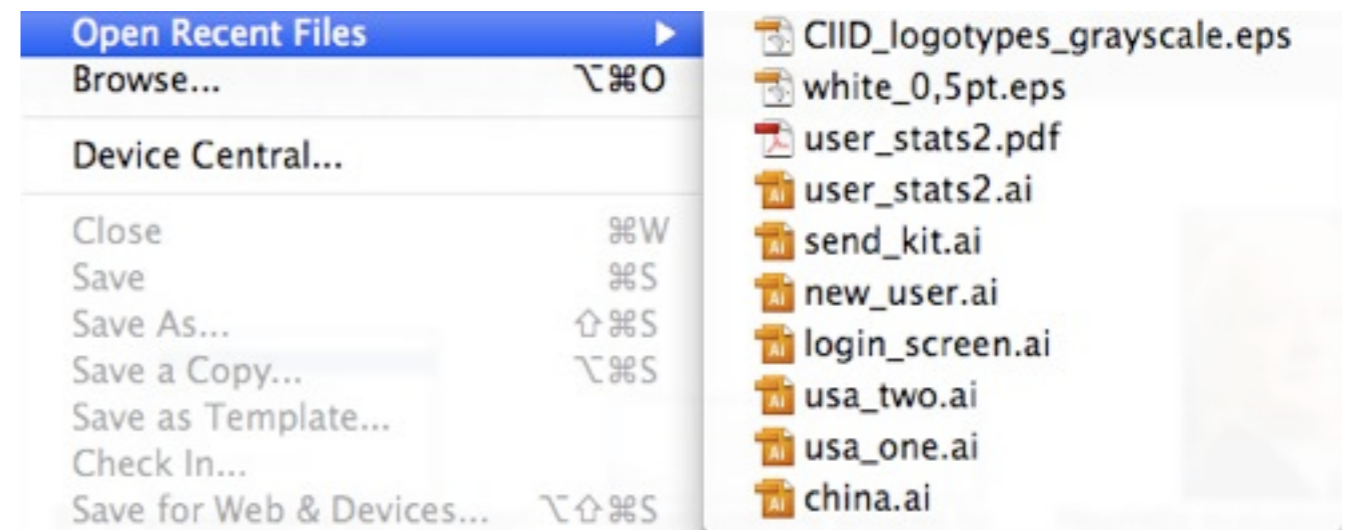 Open Recent Files ▶
Browse... ⌥⌘O
Device Central...
Close ⌘W
Save ⌘S
Save As... ⇧⌘S
Save a Copy... ⌥⌘S
Save as Template...
Check In...
Save for Web & Devices... ⌥⇧⌘S
CIID_logotypes_grayscale.eps
white_0,5pt.eps
user_stats2.pdf
user_stats2.ai
send_kit.ai
new_user.ai
login_screen.ai
usa_two.ai
usa_one.ai
china.ai